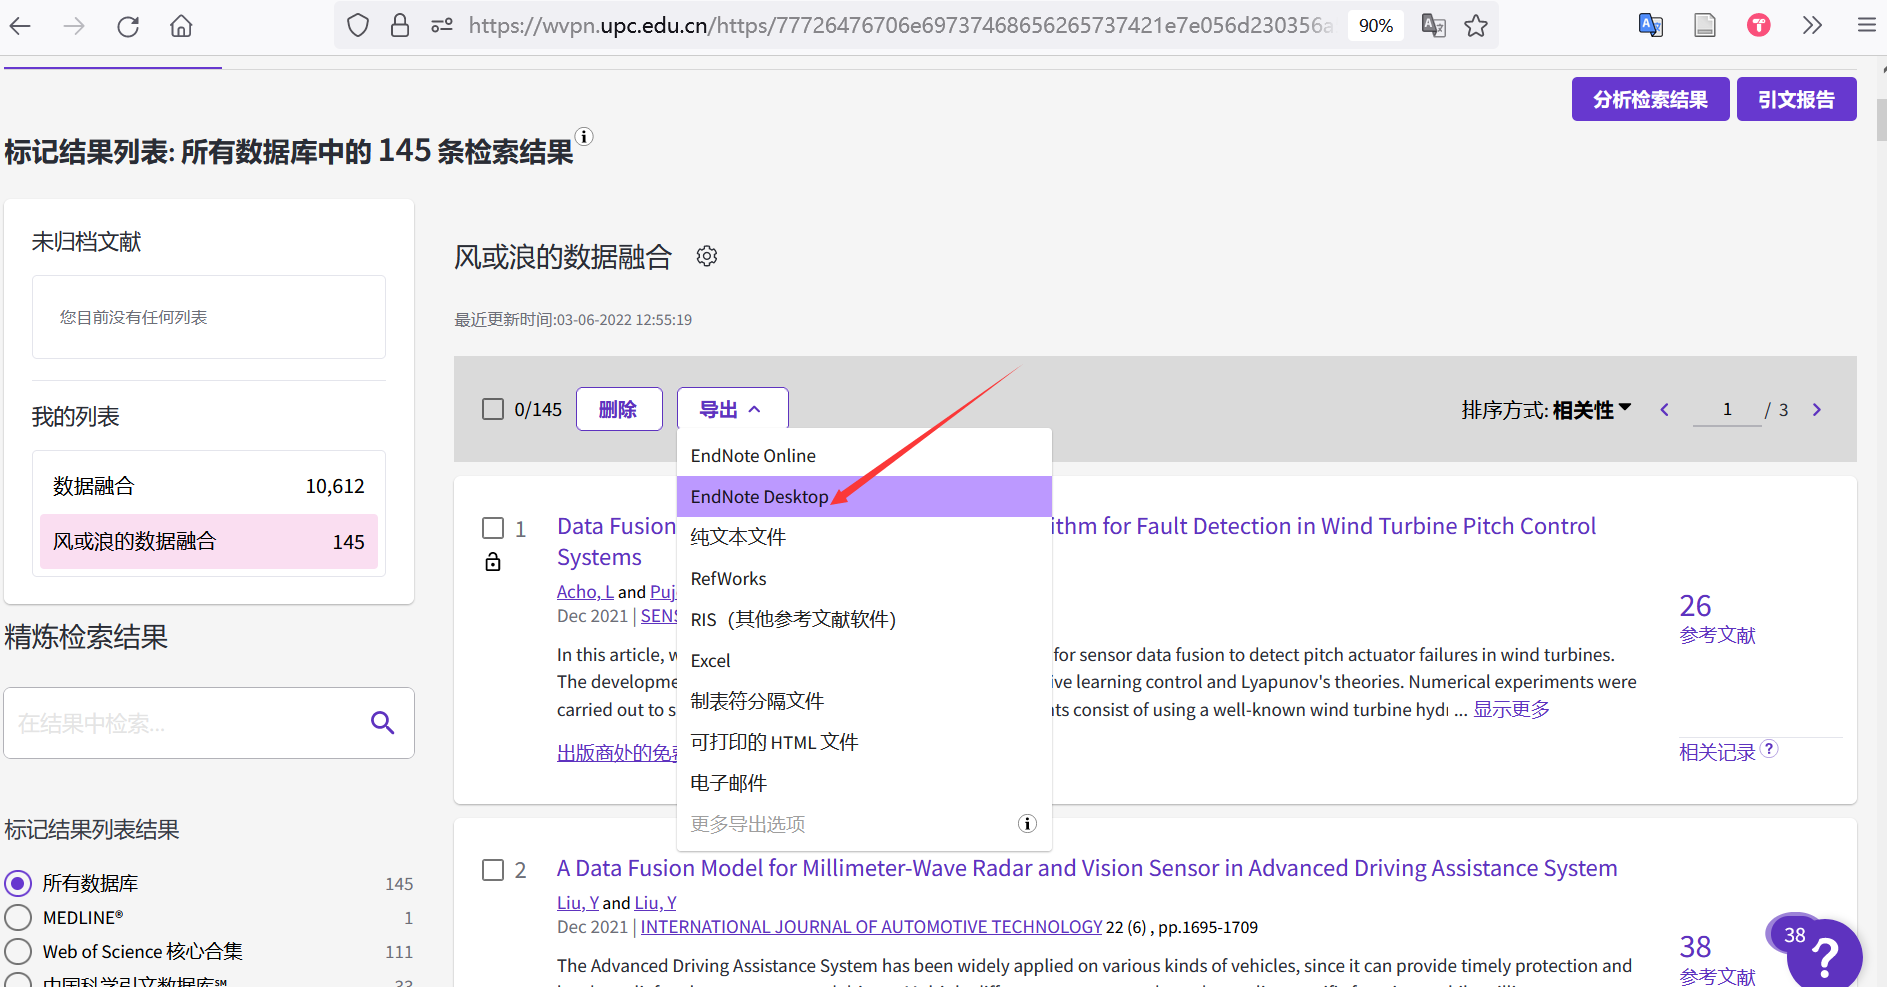 https://wvpn.upc.edu.cn/https/77726476706e69737468656265737421e7e056d230356a
90%
分析检索结果
引文报告
标记结果列表: 所有数据库中的 145 条检索结果
未归档文献
您目前没有任何列表
我的列表
数据融合 10,612
风或浪的数据融合 145
精炼检索结果
在结果中检索...
标记结果列表结果
所有数据库 145
MEDLINE® 1
Web of Science 核心合集 111
中国科学引文数据库℠ 33
风或浪的数据融合
最近更新时间:03-06-2022 12:55:19
0/145 删除 导出
排序方式: 相关性 1 / 3
EndNote Online
EndNote Desktop
纯文本文件
RefWorks
RIS（其他参考文献软件）
Excel
制表符分隔文件
可打印的 HTML 文件
电子邮件
更多导出选项
1 Data Fusion ithm for Fault Detection in Wind Turbine Pitch Control
Systems
Acho, L and Puj
Dec 2021 | SENS
In this article, w for sensor data fusion to detect pitch actuator failures in wind turbines.
The developme ive learning control and Lyapunov's theories. Numerical experiments were
carried out to s ts consist of using a well-known wind turbine hydr ... 显示更多
出版商处的免费
26
参考文献
相关记录
2 A Data Fusion Model for Millimeter-Wave Radar and Vision Sensor in Advanced Driving Assistance System
Liu, Y and Liu, Y
Dec 2021 | INTERNATIONAL JOURNAL OF AUTOMOTIVE TECHNOLOGY 22 (6) , pp.1695-1709
The Advanced Driving Assistance System has been widely applied on various kinds of vehicles, since it can provide timely protection and
38
参考文献
38